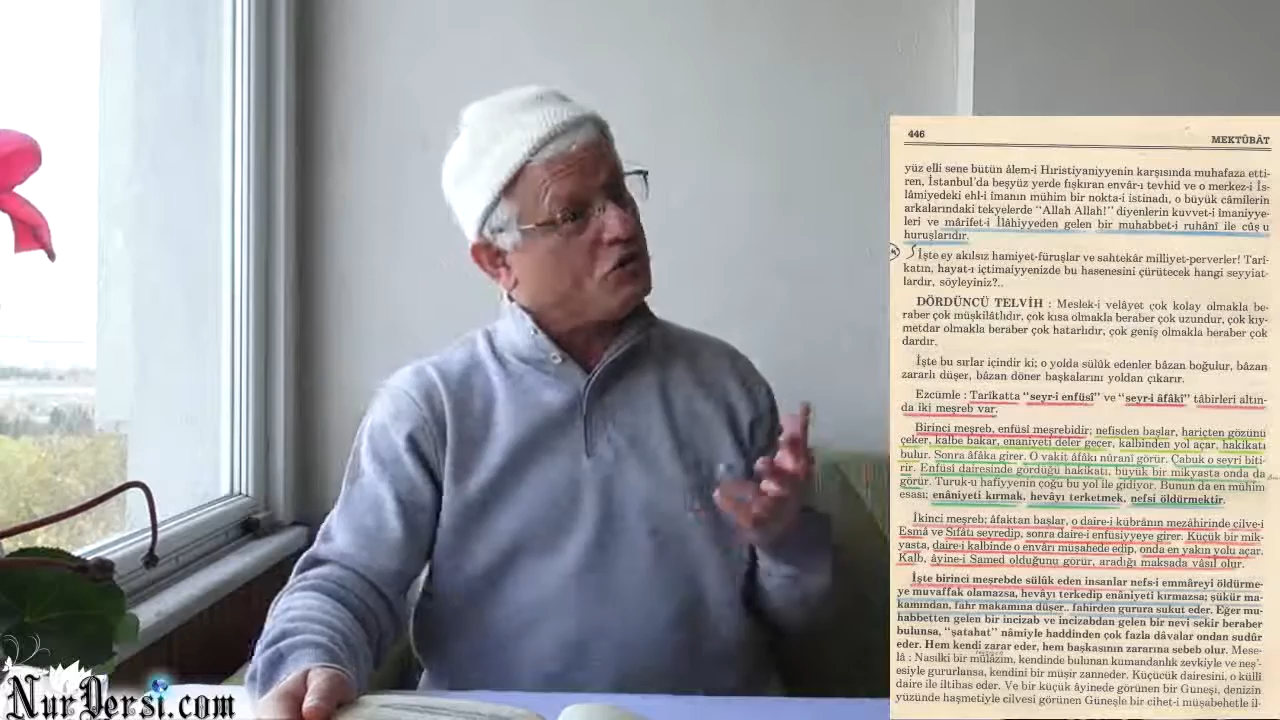 446
MEKTÛBÂT
yüz elli sene bütün âlem-i Hıristiyaniyyenin karşısında muhafaza etti-
ren, İstanbul'da beşyüz yerde fışkıran envâr-ı tevhid ve o merkez-i İs-
lâmiyedeki ehl-i imanın mühim bir nokta-i istinadı, o büyük câmilerin
arkalarındaki tekyelerde "Allah Allah!" diyenlerin kuvvet-i imaniyye-
leri ve mârifet-i İlâhiyyeden gelen bir muhabbet-i ruhânî ile cûş u
huruşlarıdır.
İşte ey akılsız hamiyet-füruşlar ve sahtekâr milliyet-perverler! Tarî-
katın, hayat-ı içtimaiyyenizde bu hasenesini çürütecek hangi seyyiat-
lardır, söyleyiniz?..
DÖRDÜNCÜ TELVİH : Meslek-i velâyet çok kolay olmakla be-
raber çok müşkilâtlıdır, çok kısa olmakla beraber çok uzundur, çok kıy-
metdar olmakla beraber çok hatarlıdır, çok geniş olmakla beraber çok
dardır.
İşte bu sırlar içindir ki; o yolda sülûk edenler bâzan boğulur, bâzan
zararlı düşer, bâzan döner başkalarını yoldan çıkarır.
Ezcümle : Tarîkatta "seyr-i enfüsî" ve "seyr-i âfâkî" tâbirleri altın-
da iki meşreb var.
Birinci meşreb, enfüsî meşrebidir; nefisden başlar, hariçten gözünü
çeker, kalbe bakar, enaniyeti deler geçer, kalbinden yol açar, hakikatı
bulur. Sonra âfâka girer. O vakit âfâkı nûranî görür. Çabuk o seyri biti-
rir. Enfüsî dairesinde gördüğü hakikatı, büyük bir mikyasta onda da
görür. Turuk-u hafiyyenin çoğu bu yol ile gidiyor. Bunun da en mühim
esası; enâniyeti kırmak, hevâyı terketmek, nefsi öldürmektir.
İkinci meşreb; âfaktan başlar, o daire-i kübrânın mezâhirinde cilve-i
Esmâ ve Sıfâtı seyredip, sonra daire-i enfüsiyyeye girer. Küçük bir mik-
yasta, daire-i kalbinde o envârı müşahede edip, onda en yakın yolu açar.
Kalb, âyine-i Samed olduğunu görür, aradığı maksada vâsıl olur.
İşte birinci meşrebde sülûk eden insanlar nefs-i emmâreyi öldürme-
ye muvaffak olamazsa, hevâyı terkedip enâniyeti kırmazsa; şükür ma-
kamından, fahr makamına düşer.. fahirden gurura sukut eder. Eğer mu-
habbetten gelen bir incizab ve incizabdan gelen bir nevi sekir beraber
bulunsa, "şatahat" nâmiyle haddinden çok fazla dâvalar ondan sudûr
eder. Hem kendi zarar eder, hem başkasının zararına sebeb olur. Mese-
lâ : Nasılki bir mülâzım, kendinde bulunan kumandanlık zevkiyle ve neş'-
esiyle gururlansa, kendini bir müşir zanneder. Küçücük dairesini, o küllî
daire ile iltibas eder. Ve bir küçük âyinede görünen bir Güneşi, denizin
yüzünde haşmetiyle cilvesi görünen Güneşle bir cihet-i müşabehetle il-
NurDersi.com